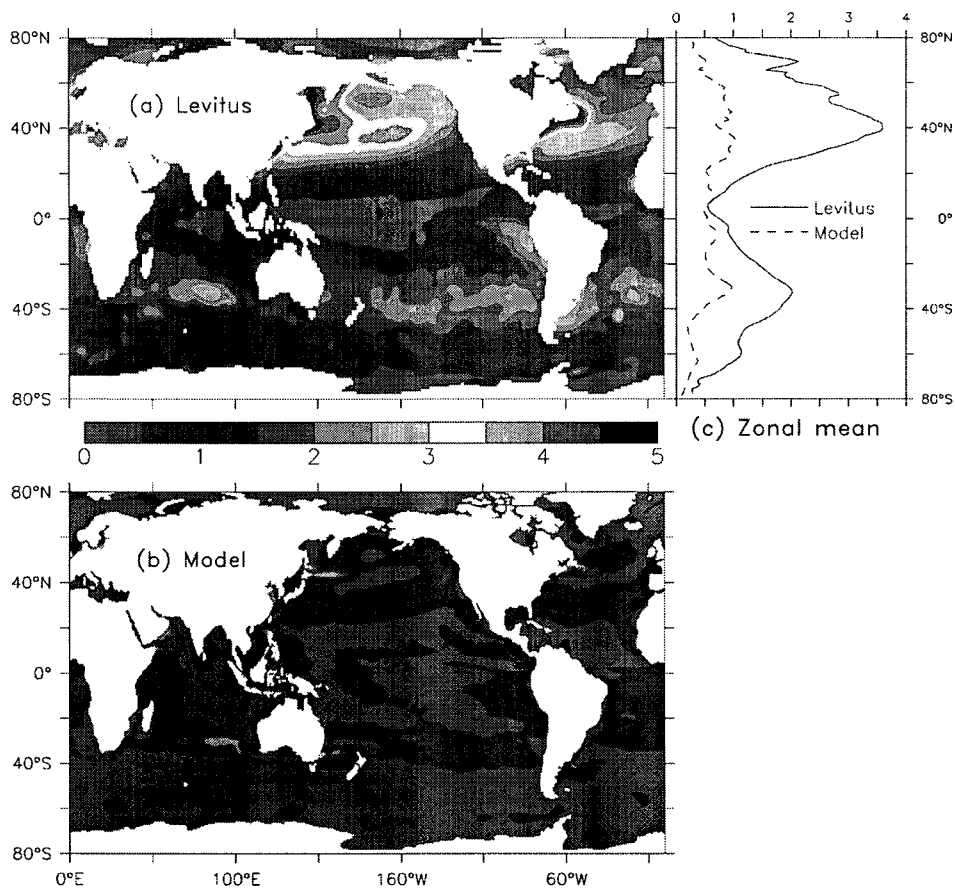 0 1 2 3 4
80°N 80°N
(a) Levitus
40°N 40°N
0° 0°
Levitus
Model
40°S 40°S
80°S 80°S
(c) Zonal mean
0 1 2 3 4 5
80°N
(b) Model
40°N
0°
40°S
80°S
0°E 100°E 160°W 60°W